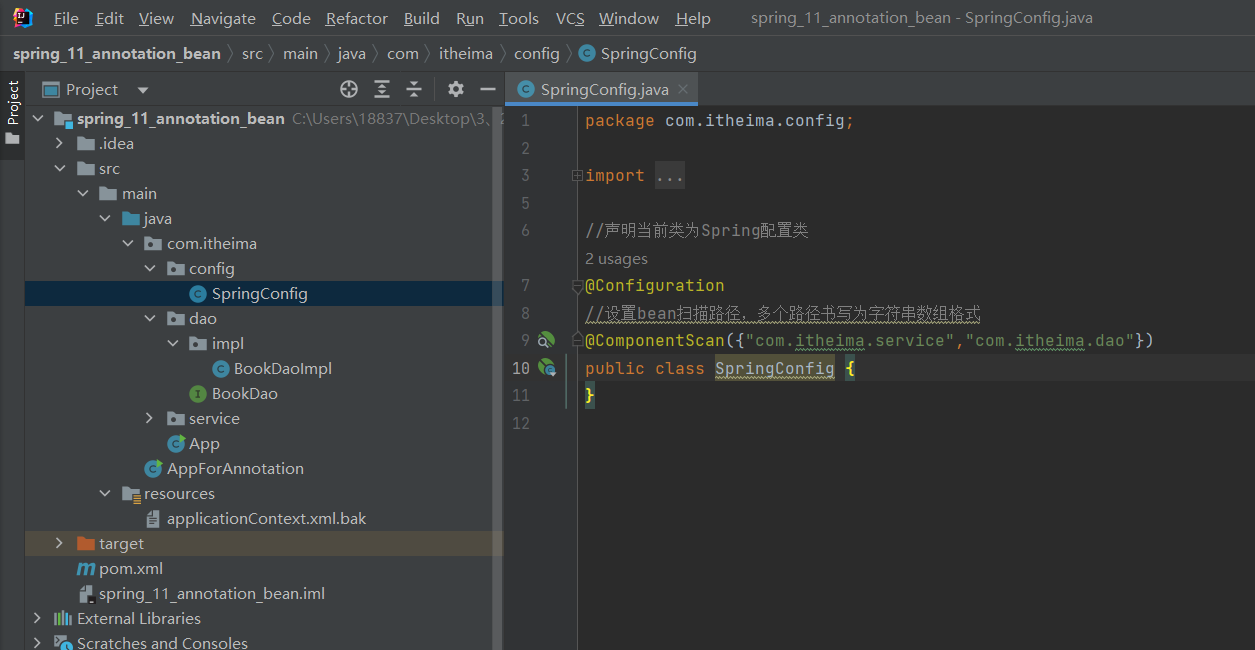 File Edit View Navigate Code Refactor Build Run Tools VCS Window Help spring_11_annotation_bean - SpringConfig.java
spring_11_annotation_bean src main java com itheima config SpringConfig
Project
Project
spring_11_annotation_bean C:\Users\18837\Desktop\3、
.idea
src
main
java
com.itheima
config
SpringConfig
dao
impl
BookDaoImpl
BookDao
service
App
AppForAnnotation
resources
applicationContext.xml.bak
target
pom.xml
spring_11_annotation_bean.iml
External Libraries
Scratches and Consoles
SpringConfig.java
1 package com.itheima.config;
2
3 import ...
5
6 //声明当前类为Spring配置类
2 usages
7 @Configuration
8 //设置bean扫描路径，多个路径书写为字符串数组格式
9 @ComponentScan({"com.itheima.service","com.itheima.dao"})
10 public class SpringConfig {
11 }
12